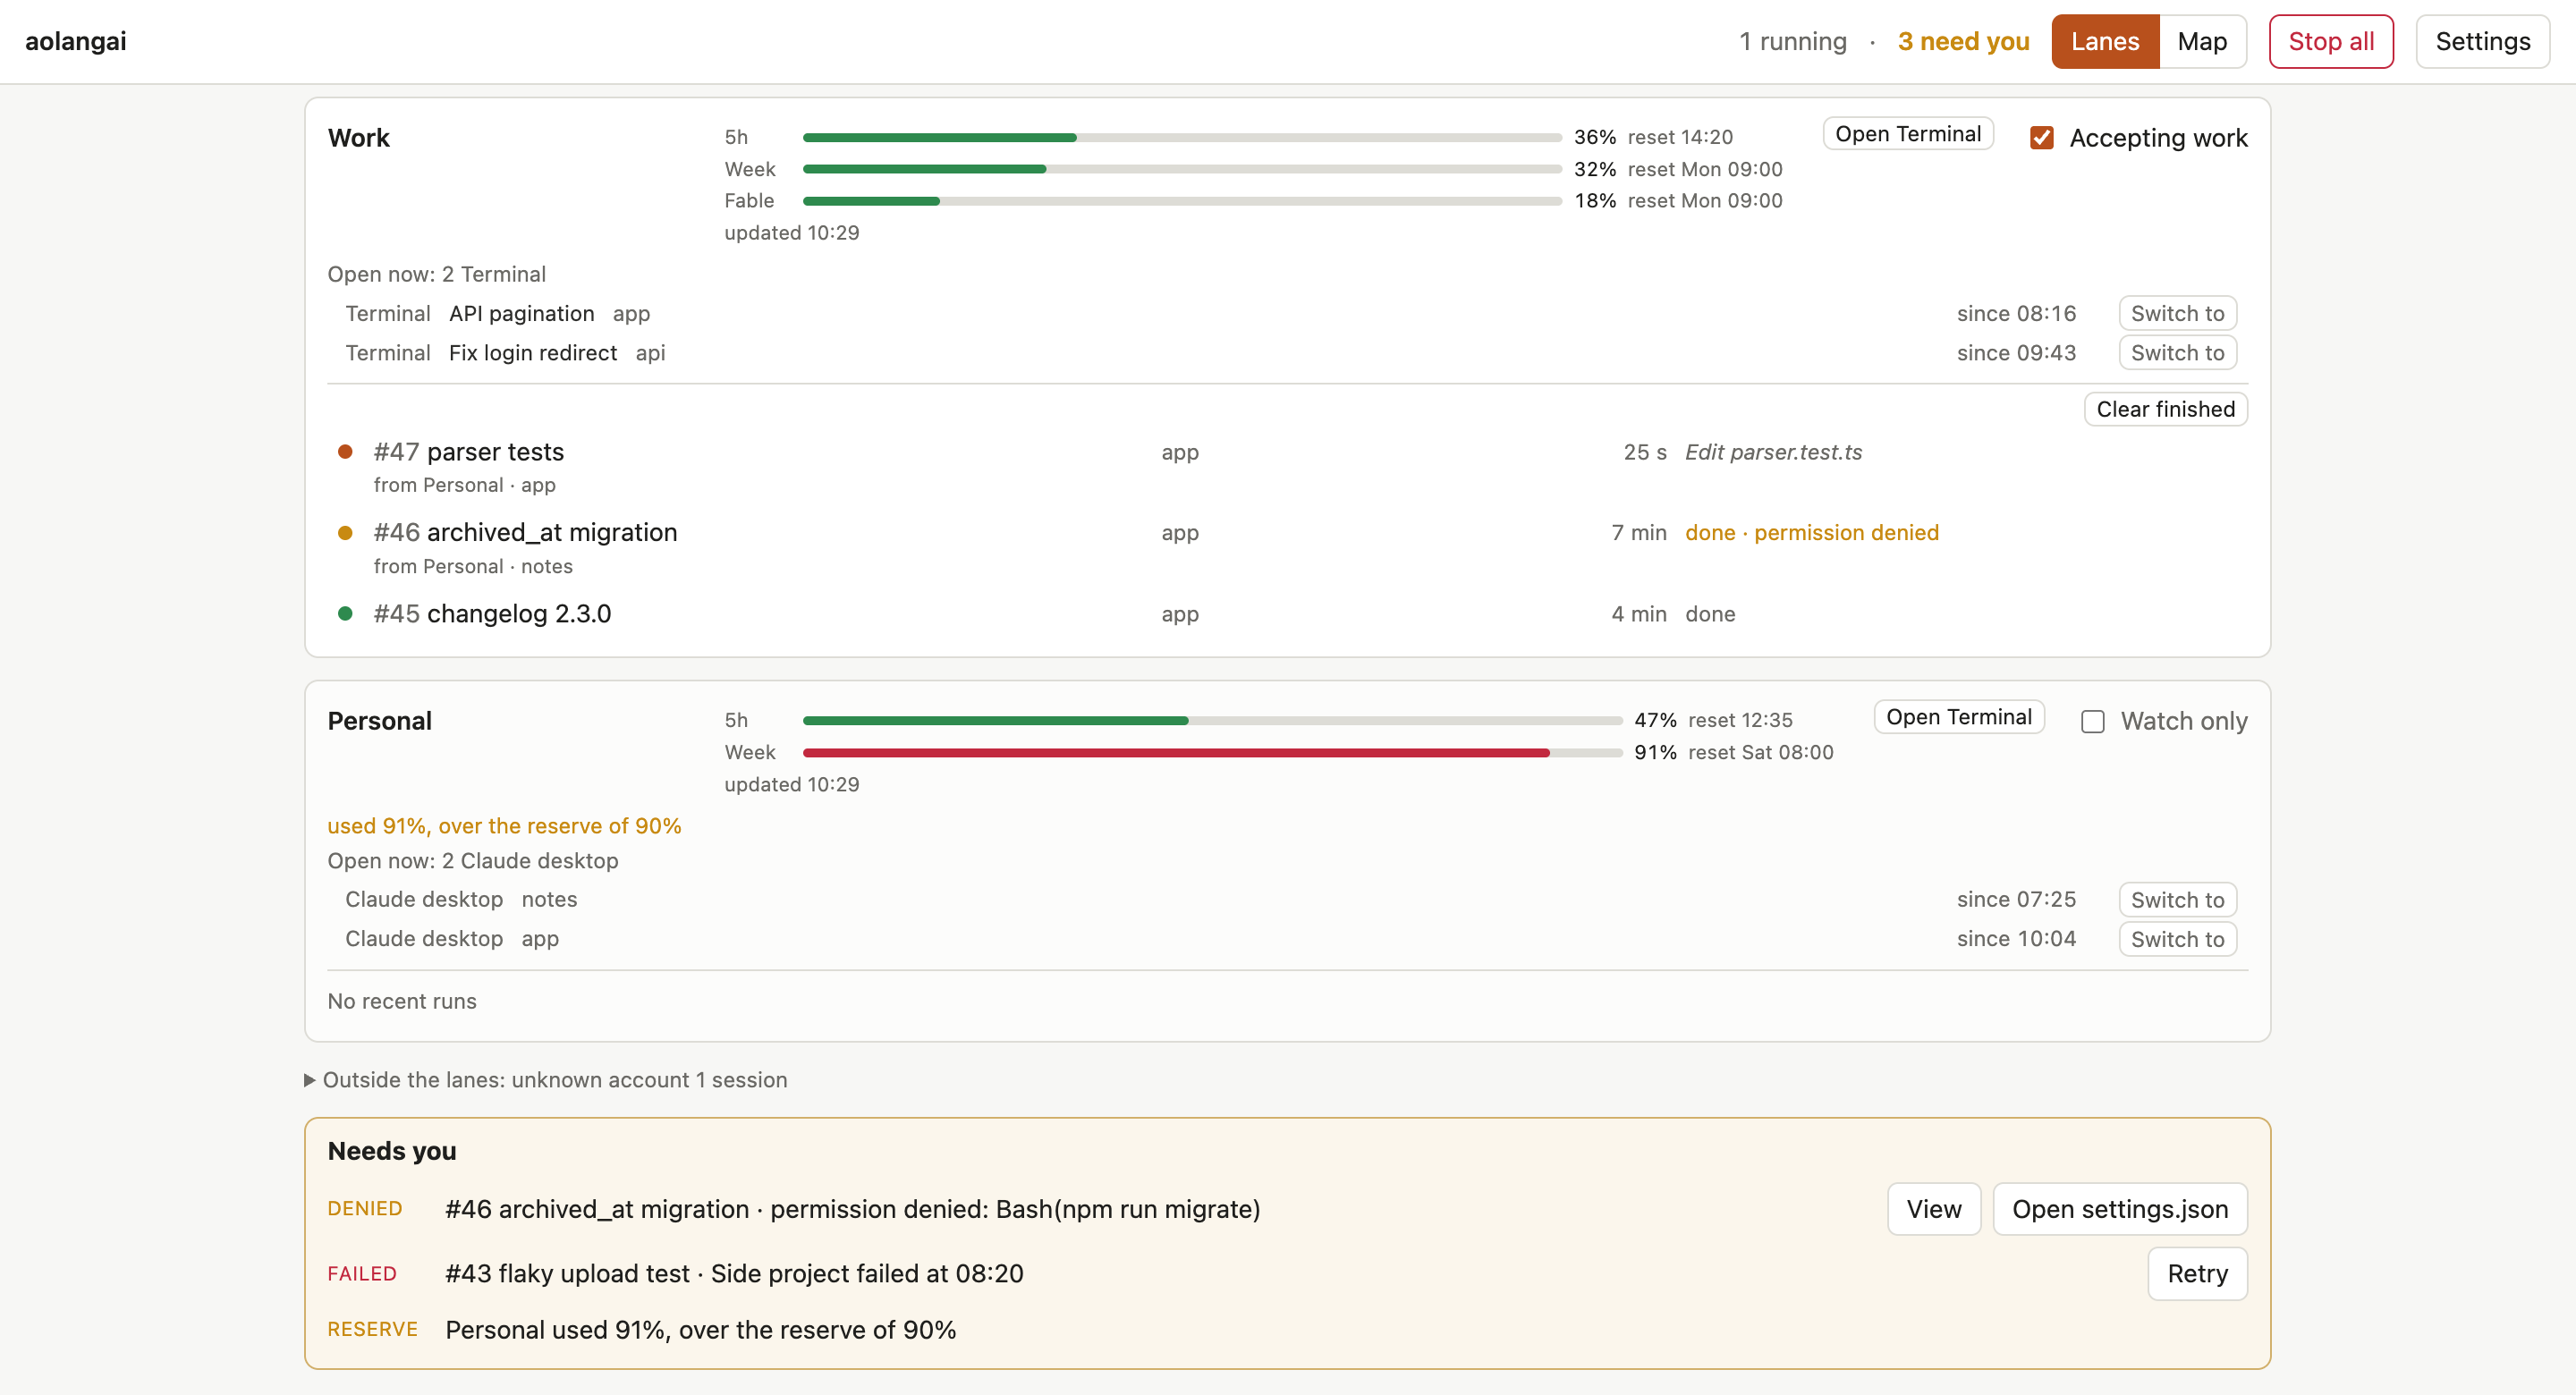 aolangai 1 running · 3 need you Lanes Map Stop all Settings
Work 5h 36% reset 14:20 Open Terminal Accepting work
Week 32% reset Mon 09:00
Fable 18% reset Mon 09:00
updated 10:29
Open now: 2 Terminal
Terminal API pagination app since 08:16 Switch to
Terminal Fix login redirect api since 09:43 Switch to
Clear finished
#47 parser tests app 25 s Edit parser.test.ts
from Personal · app
#46 archived_at migration app 7 min done · permission denied
from Personal · notes
#45 changelog 2.3.0 app 4 min done
Personal 5h 47% reset 12:35 Open Terminal Watch only
Week 91% reset Sat 08:00
updated 10:29
used 91%, over the reserve of 90%
Open now: 2 Claude desktop
Claude desktop notes since 07:25 Switch to
Claude desktop app since 10:04 Switch to
No recent runs
Outside the lanes: unknown account 1 session
Needs you
DENIED #46 archived_at migration · permission denied: Bash(npm run migrate) View Open settings.json
FAILED #43 flaky upload test · Side project failed at 08:20 Retry
RESERVE Personal used 91%, over the reserve of 90%